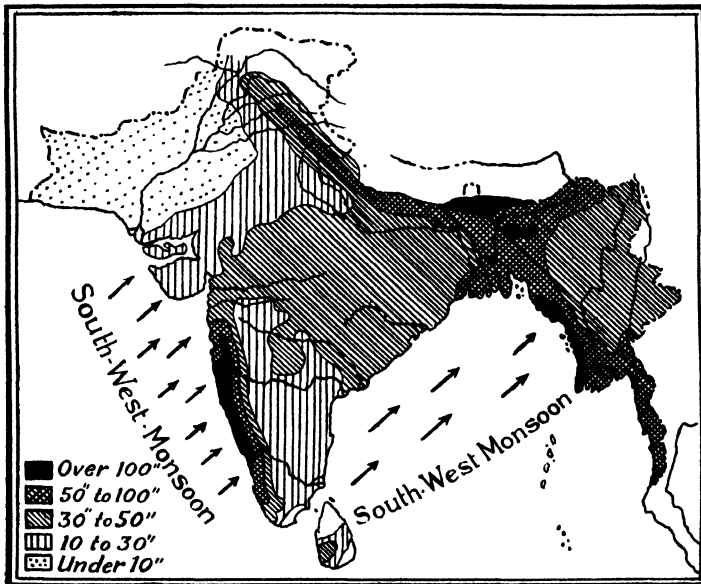 South-West-Monsoon
South-West Monsoon
Over 100"
50" to 100"
30" to 50"
10 to 30"
Under 10"